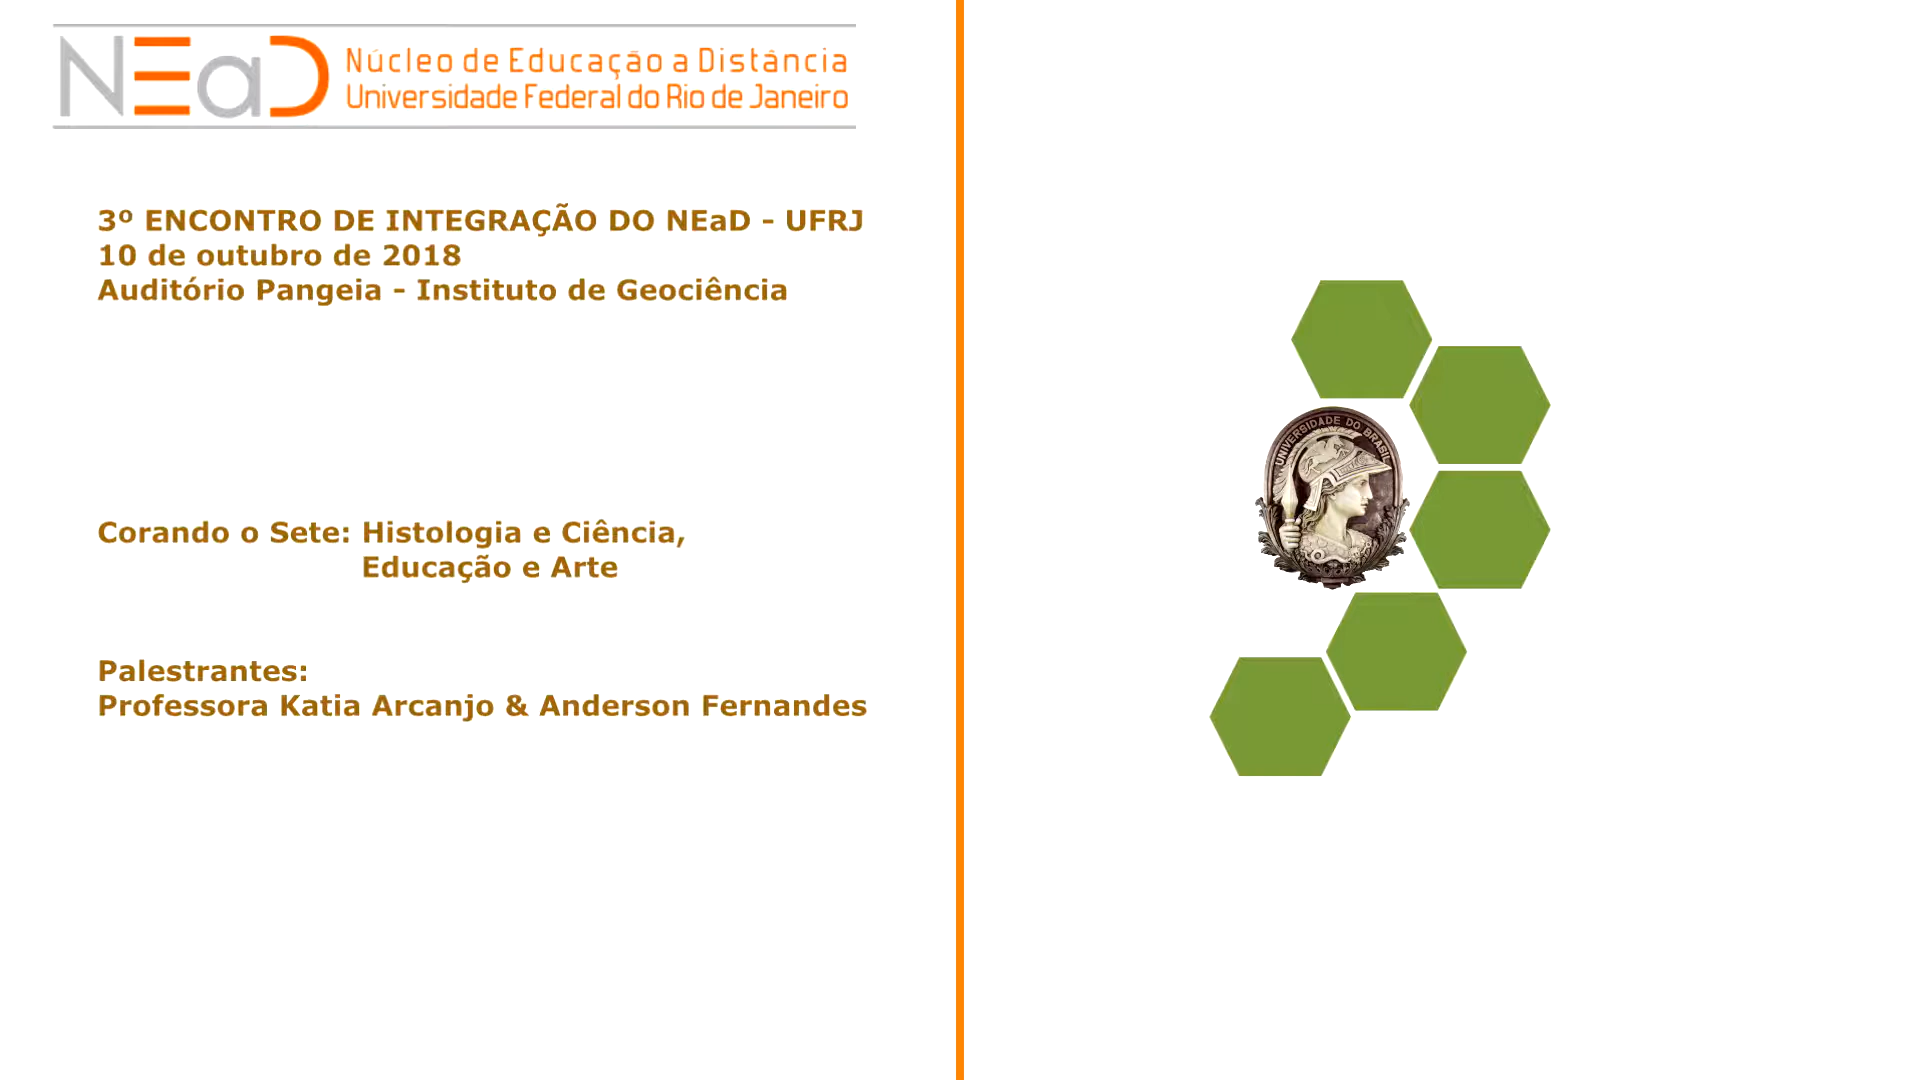 NEaD
Núcleo de Educação a Distância
Universidade Federal do Rio de Janeiro
3º ENCONTRO DE INTEGRAÇÃO DO NEaD - UFRJ
10 de outubro de 2018
Auditório Pangeia - Instituto de Geociência
UNIVERSIDADE DO BRASIL
Corando o Sete: Histologia e Ciência,
Educação e Arte
Palestrantes:
Professora Katia Arcanjo & Anderson Fernandes